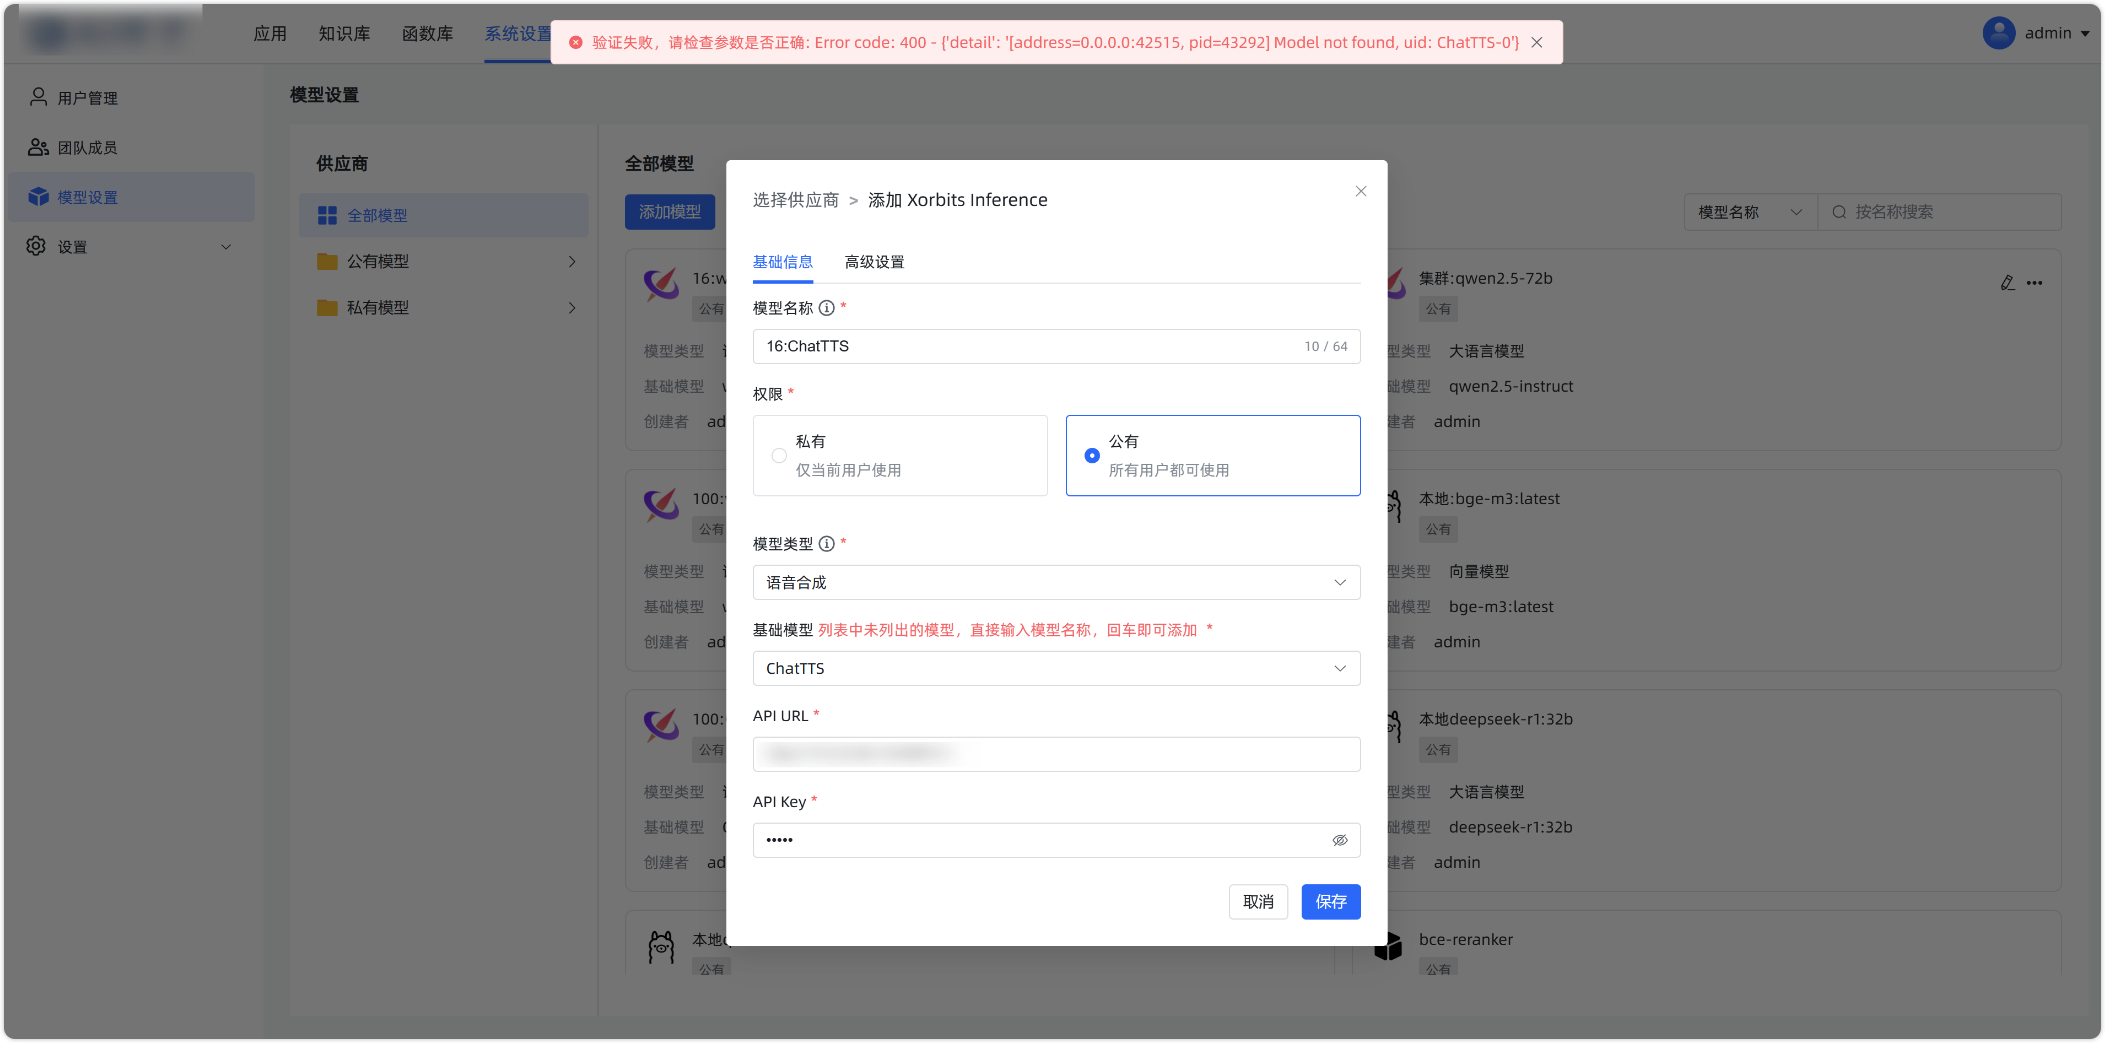 应用 知识库 函数库 系统设置
验证失败，请检查参数是否正确: Error code: 400 - {'detail': '[address=0.0.0.0:42515, pid=43292] Model not found, uid: ChatTTS-0'}
admin
用户管理
团队成员
模型设置
设置
模型设置
供应商
全部模型
公有模型
私有模型
全部模型
添加模型
模型名称
按名称搜索
16:w
公有
模型类型
基础模型
创建者 ad
集群:qwen2.5-72b
公有
型类型 大语言模型
础模型 qwen2.5-instruct
建者 admin
100:
公有
模型类型
基础模型
创建者 ad
本地:bge-m3:latest
公有
型类型 向量模型
础模型 bge-m3:latest
建者 admin
100:
公有
模型类型
基础模型
创建者 ad
本地deepseek-r1:32b
公有
型类型 大语言模型
础模型 deepseek-r1:32b
建者 admin
本地
公有
bce-reranker
公有
选择供应商 > 添加 Xorbits Inference
基础信息 高级设置
模型名称 *
16:ChatTTS 10 / 64
权限 *
私有
仅当前用户使用
公有
所有用户都可使用
模型类型 *
语音合成
基础模型 列表中未列出的模型，直接输入模型名称，回车即可添加 *
ChatTTS
API URL *
API Key *
•••••
取消 保存